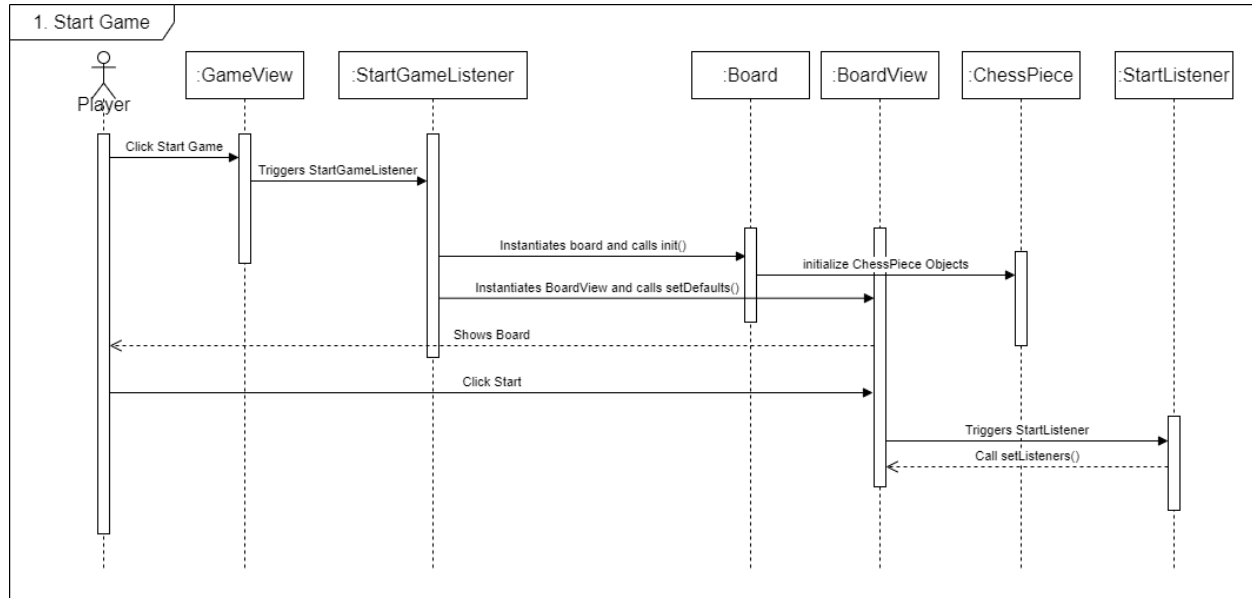 1. Start Game
Player
:GameView
:StartGameListener
:Board
:BoardView
:ChessPiece
:StartListener
Click Start Game
Triggers StartGameListener
Instantiates board and calls init()
initialize ChessPiece Objects
Instantiates BoardView and calls setDefaults()
Shows Board
Click Start
Triggers StartListener
Call setListeners()